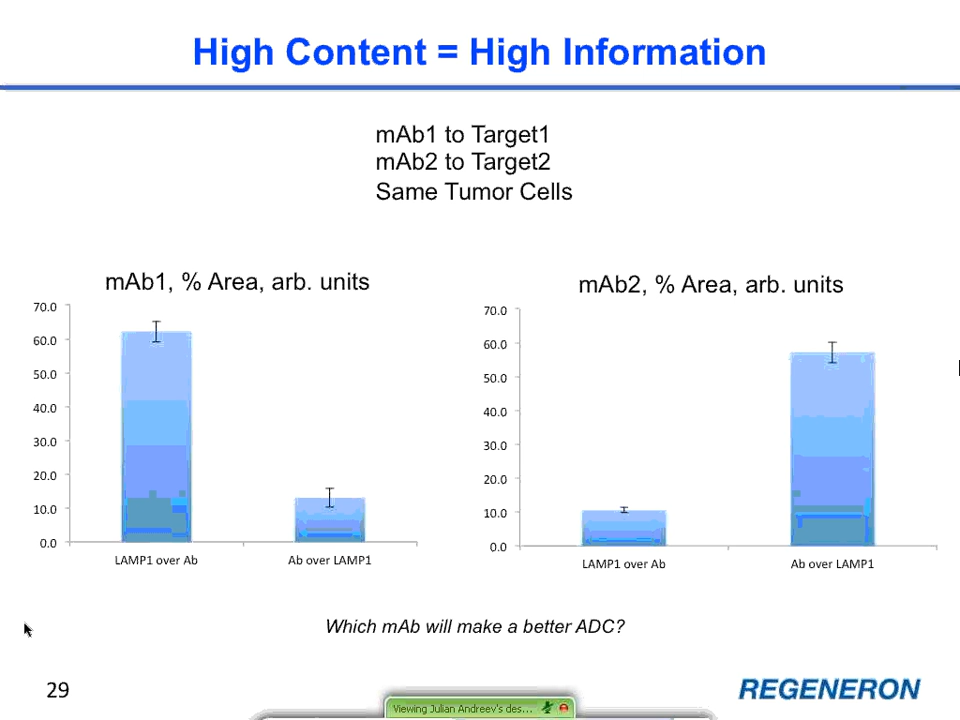 High Content = High Information
mAb1 to Target1
mAb2 to Target2
Same Tumor Cells
mAb1, % Area, arb. units
70.0
60.0
50.0
40.0
30.0
20.0
10.0
0.0
LAMP1 over Ab
Ab over LAMP1
mAb2, % Area, arb. units
70.0
60.0
50.0
40.0
30.0
20.0
10.0
0.0
LAMP1 over Ab
Ab over LAMP1
Which mAb will make a better ADC?
29
REGENERON
Viewing Julian Andreev's des...